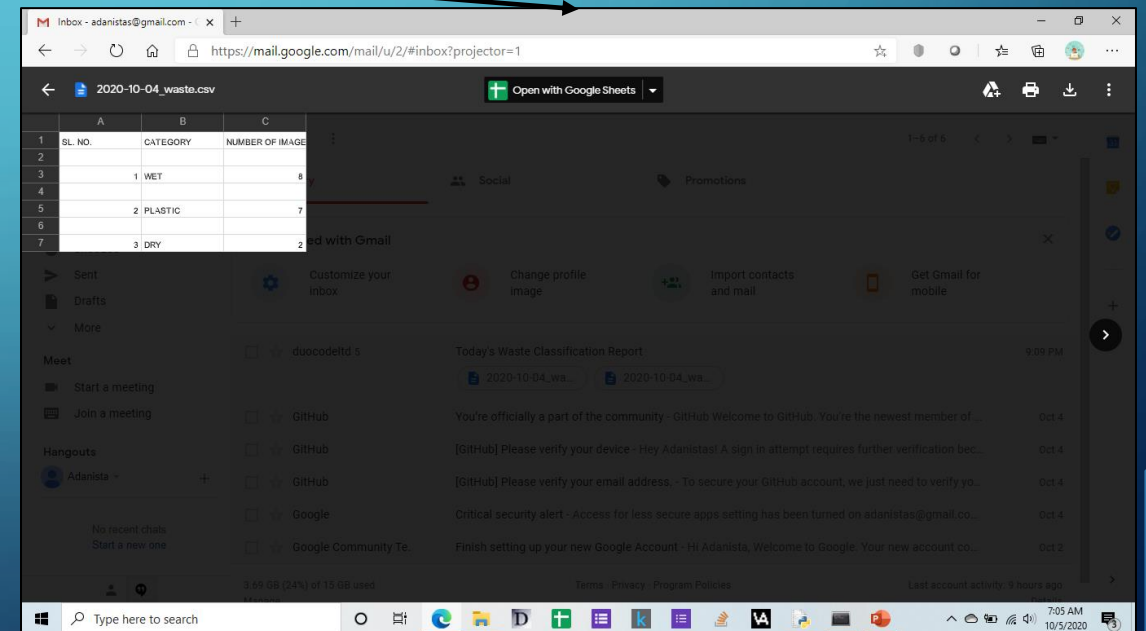 Inbox - adanistas@gmail.com -
https://mail.google.com/mail/u/2/#inbox?projector=1
2020-10-04_waste.csv
Open with Google Sheets
A B C
1 SL. NO. CATEGORY NUMBER OF IMAGE
2
3 1 WET 8
4
5 2 PLASTIC 7
6
7 3 DRY 2
1–6 of 6
Social Promotions
ed with Gmail
Customize your inbox
Change profile image
Import contacts and mail
Get Gmail for mobile
Sent
Drafts
More
Meet
Start a meeting
Join a meeting
Hangouts
Adanista
No recent chats
Start a new one
duocodeltd 5 Today's Waste Classification Report 9:09 PM
2020-10-04_wa... 2020-10-04_wa...
GitHub You're officially a part of the community - GitHub Welcome to GitHub. You're the newest member of... Oct 4
GitHub [GitHub] Please verify your device - Hey Adanistas! A sign in attempt requires further verification bec... Oct 4
GitHub [GitHub] Please verify your email address. - To secure your GitHub account, we just need to verify yo... Oct 4
Google Critical security alert - Access for less secure apps setting has been turned on adanistas@gmail.co... Oct 4
Google Community Te. Finish setting up your new Google Account - Hi Adanista, Welcome to Google. Your new account co... Oct 2
3.69 GB (24%) of 15 GB used Terms · Privacy · Program Policies Last account activity: 9 hours ago
Manage Details
Type here to search
7:05 AM
10/5/2020